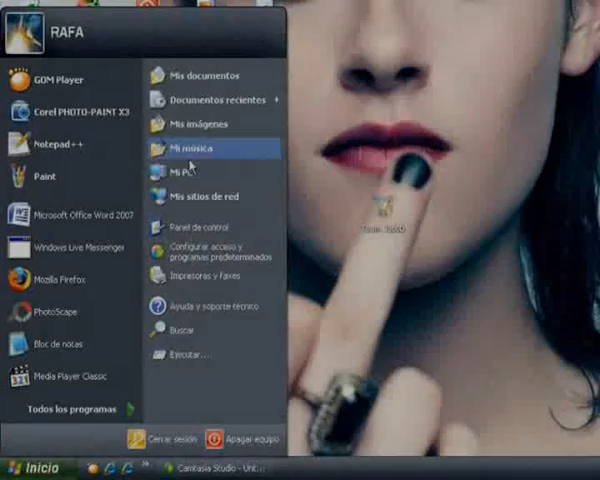 RAFA
GOM Player
Corel PHOTO-PAINT X3
Notepad++
Paint
Microsoft Office Word 2007
Windows Live Messenger
Mozilla Firefox
PhotoScape
Bloc de notas
Media Player Classic
Todos los programas
Mis documentos
Documentos recientes
Mis imágenes
Mi música
Mi PC
Mis sitios de red
Panel de control
Configurar acceso y
programas predeterminados
Impresoras y faxes
Ayuda y soporte técnico
Buscar
Ejecutar...
Cerrar sesión
Apagar equipo
Inicio
Camtasia Studio - Unt...